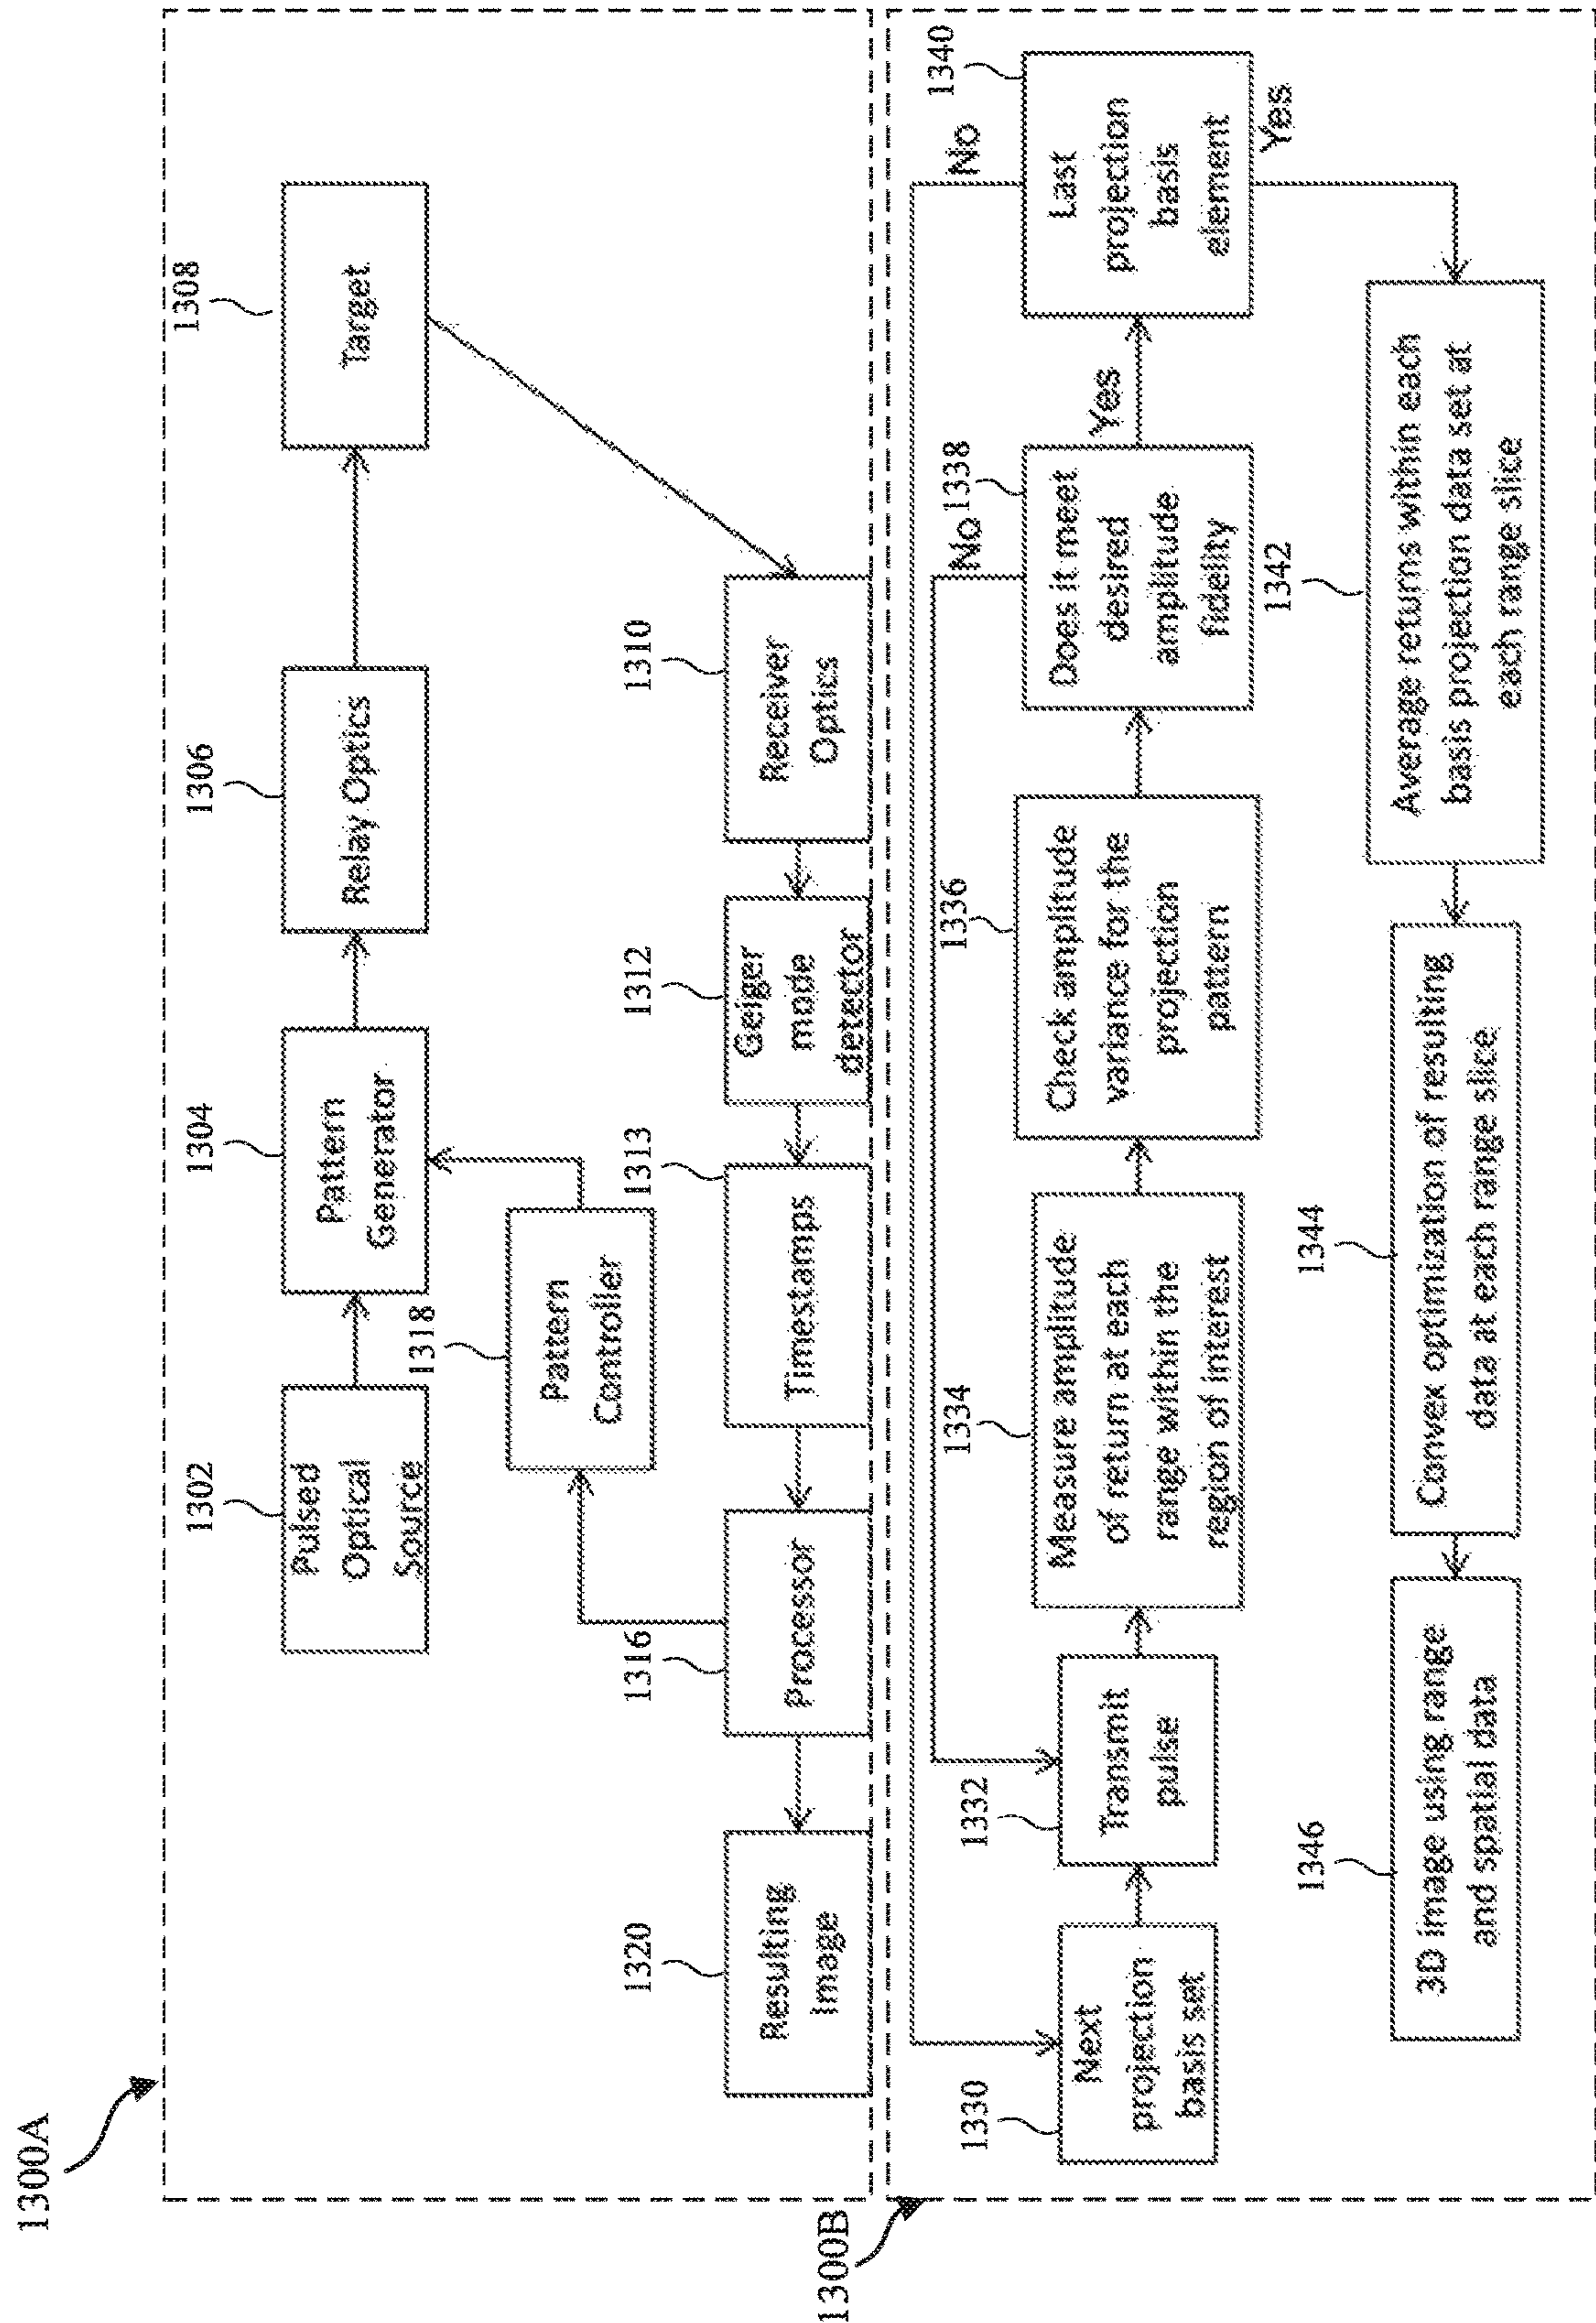 1300A
1302
Pulsed
Optical
Source
1304
Pattern
Generator
1306
Relay Optics
1308
Target
1318
Pattern
Controller
1320
Resulting
Image
1316
Processor
1313
Timestamps
1312
Geiger
mode
detector
1310
Receiver
Optics
1300B
1330
Next
projection
basis set
1332
Transmit
pulse
1334
Measure amplitude
of return at each
range within the
region of interest
1336
Check amplitude
variance for the
projection
pattern
No
1338
Does it meet
desired
amplitude
fidelity
Yes
No
1340
Last
projection
basis
element
Yes
1346
3D image using range
and spatial data
1344
Convex optimization of resulting
data at each range slice
1342
Average returns within each
basis projection data set at
each range slice